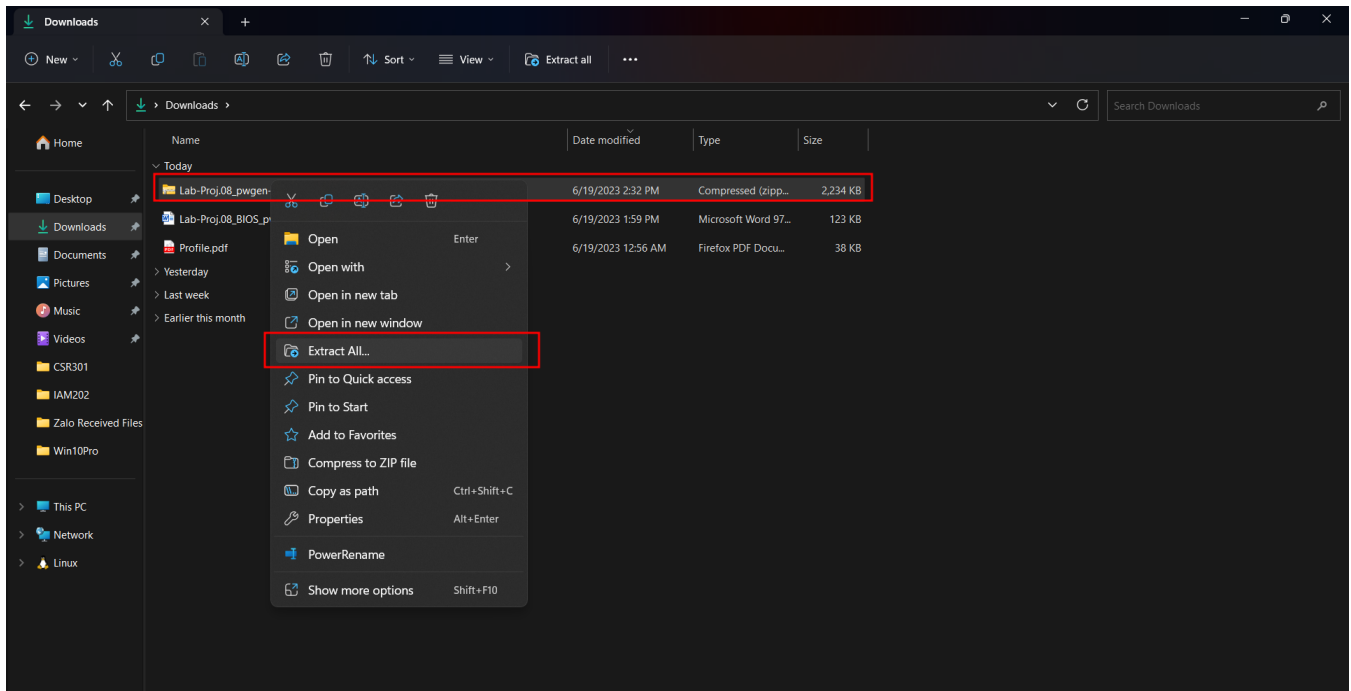 Downloads
New
Sort
View
Extract all
Downloads
Search Downloads
Home
Desktop
Downloads
Documents
Pictures
Music
Videos
CSR301
IAM202
Zalo Received Files
Win10Pro
This PC
Network
Linux
Name Date modified Type Size
Today
Lab-Proj.08_pwgen- 6/19/2023 2:32 PM Compressed (zipp... 2,234 KB
Lab-Proj.08_BIOS_p 6/19/2023 1:59 PM Microsoft Word 97... 123 KB
Profile.pdf 6/19/2023 12:56 AM Firefox PDF Docu... 38 KB
Yesterday
Last week
Earlier this month
Open Enter
Open with
Open in new tab
Open in new window
Extract All...
Pin to Quick access
Pin to Start
Add to Favorites
Compress to ZIP file
Copy as path Ctrl+Shift+C
Properties Alt+Enter
PowerRename
Show more options Shift+F10